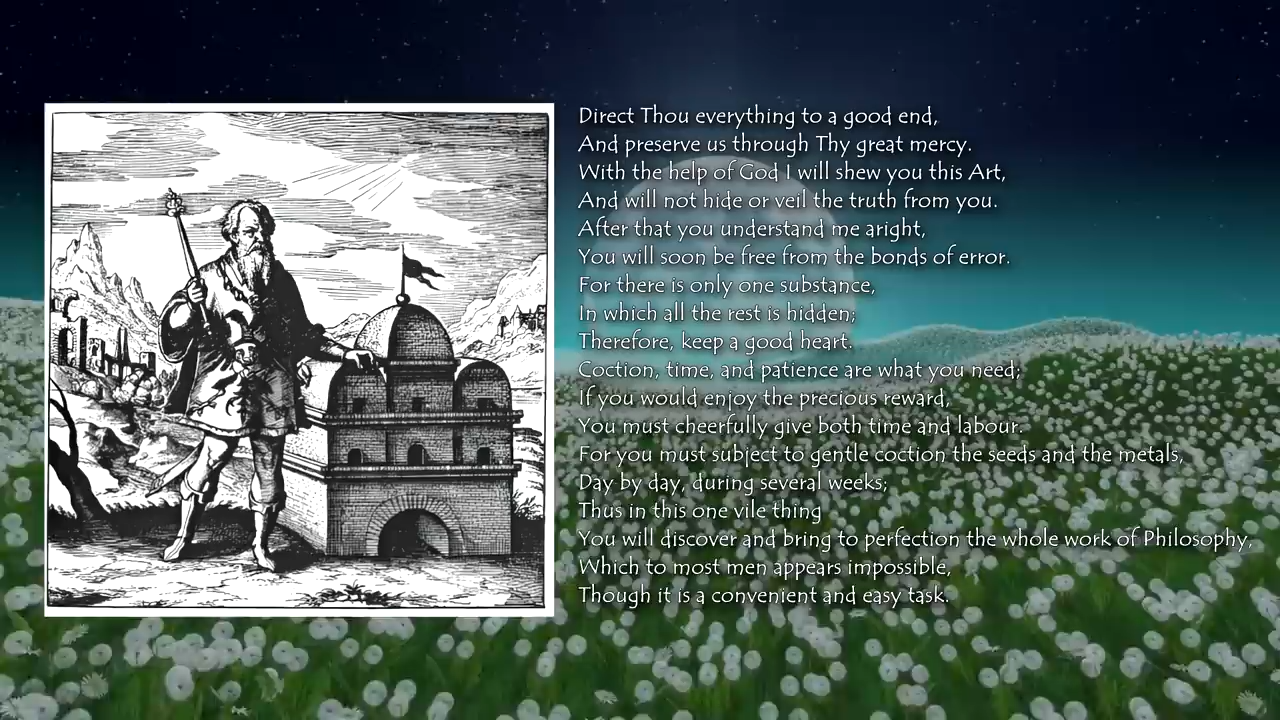 Direct Thou everything to a good end,
And preserve us through Thy great mercy.
With the help of God I will shew you this Art,
And will not hide or veil the truth from you.
After that you understand me aright,
You will soon be free from the bonds of error.
For there is only one substance,
In which all the rest is hidden;
Therefore, keep a good heart.
Coction, time, and patience are what you need;
If you would enjoy the precious reward,
You must cheerfully give both time and labour.
For you must subject to gentle coction the seeds and the metals,
Day by day, during several weeks;
Thus in this one vile thing
You will discover and bring to perfection the whole work of Philosophy,
Which to most men appears impossible,
Though it is a convenient and easy task.